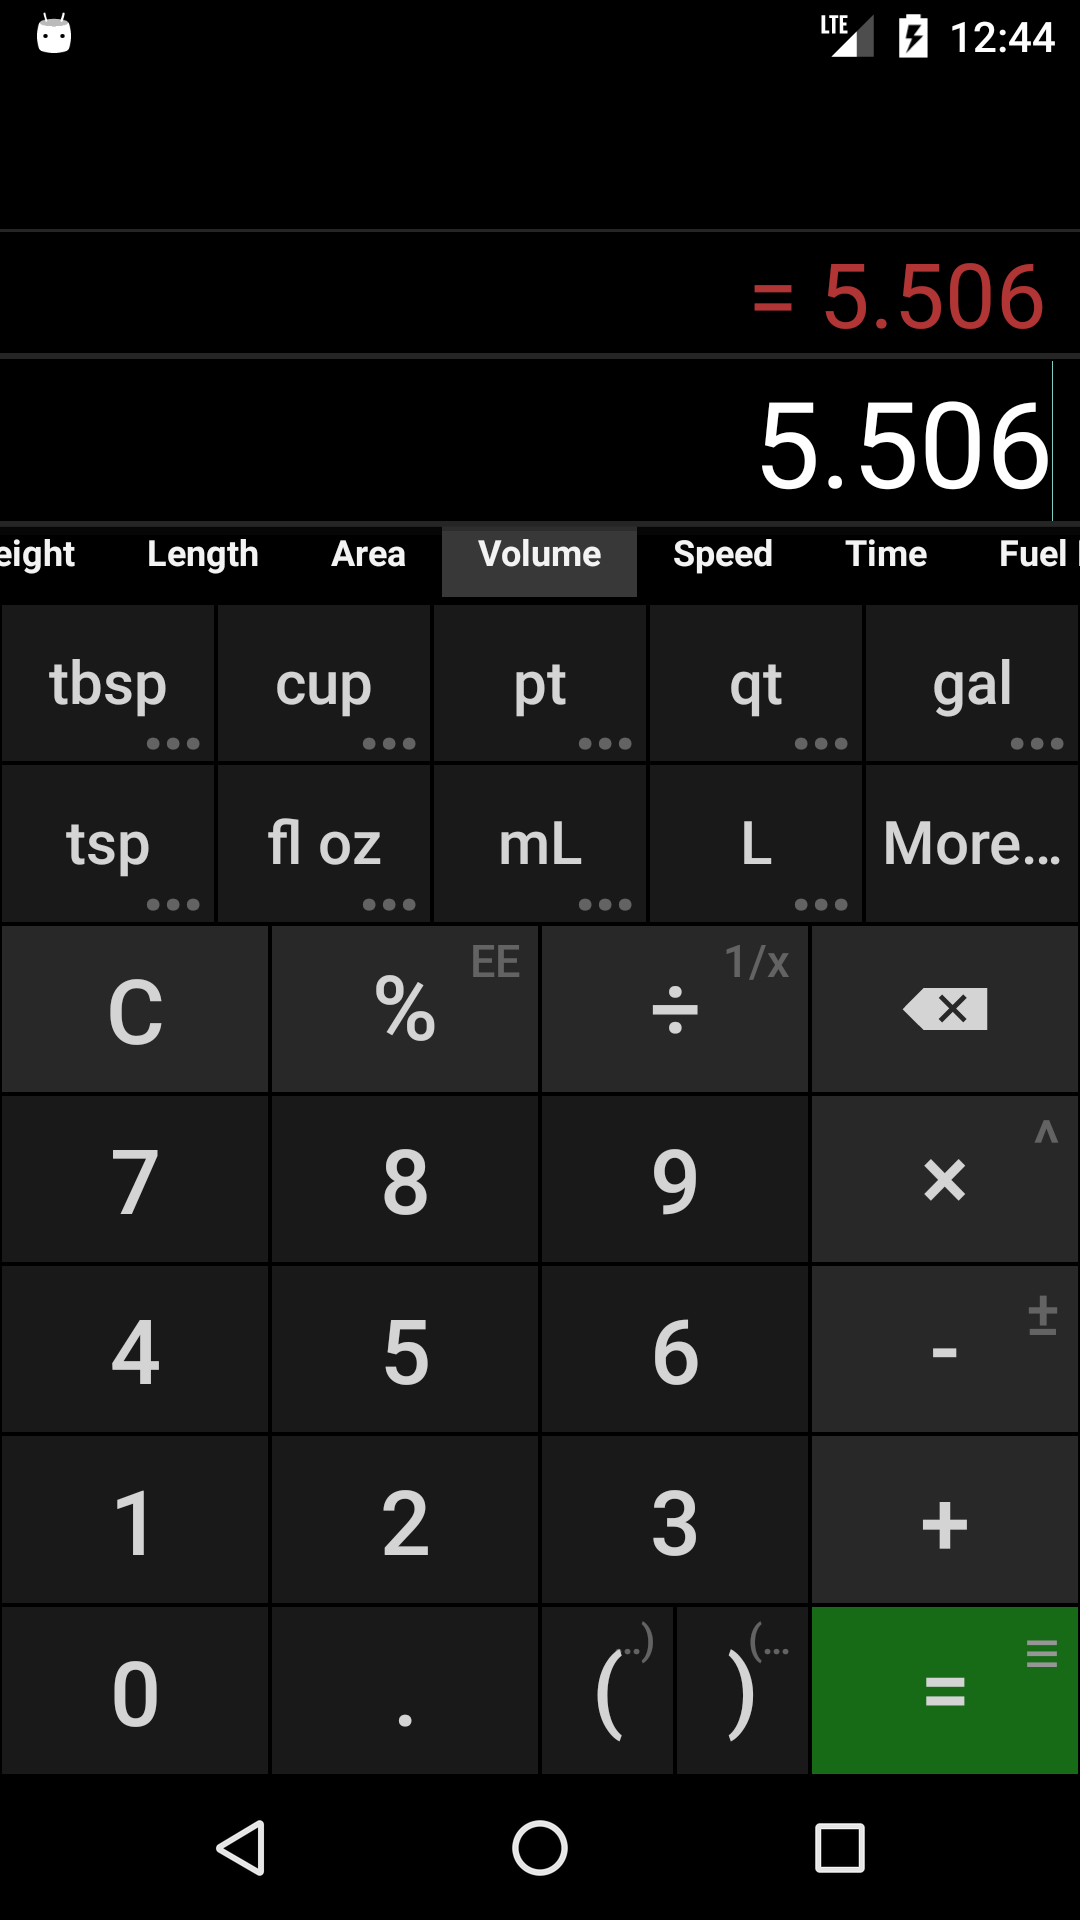 LTE 12:44
= 5.506
5.506
eight Length Area Volume Speed Time Fuel
tbsp cup pt qt gal
tsp fl oz mL L More...
C % EE ÷ 1/x
7 8 9 × ^
4 5 6 - ±
1 2 3 +
0 . ( ..) ) (... =